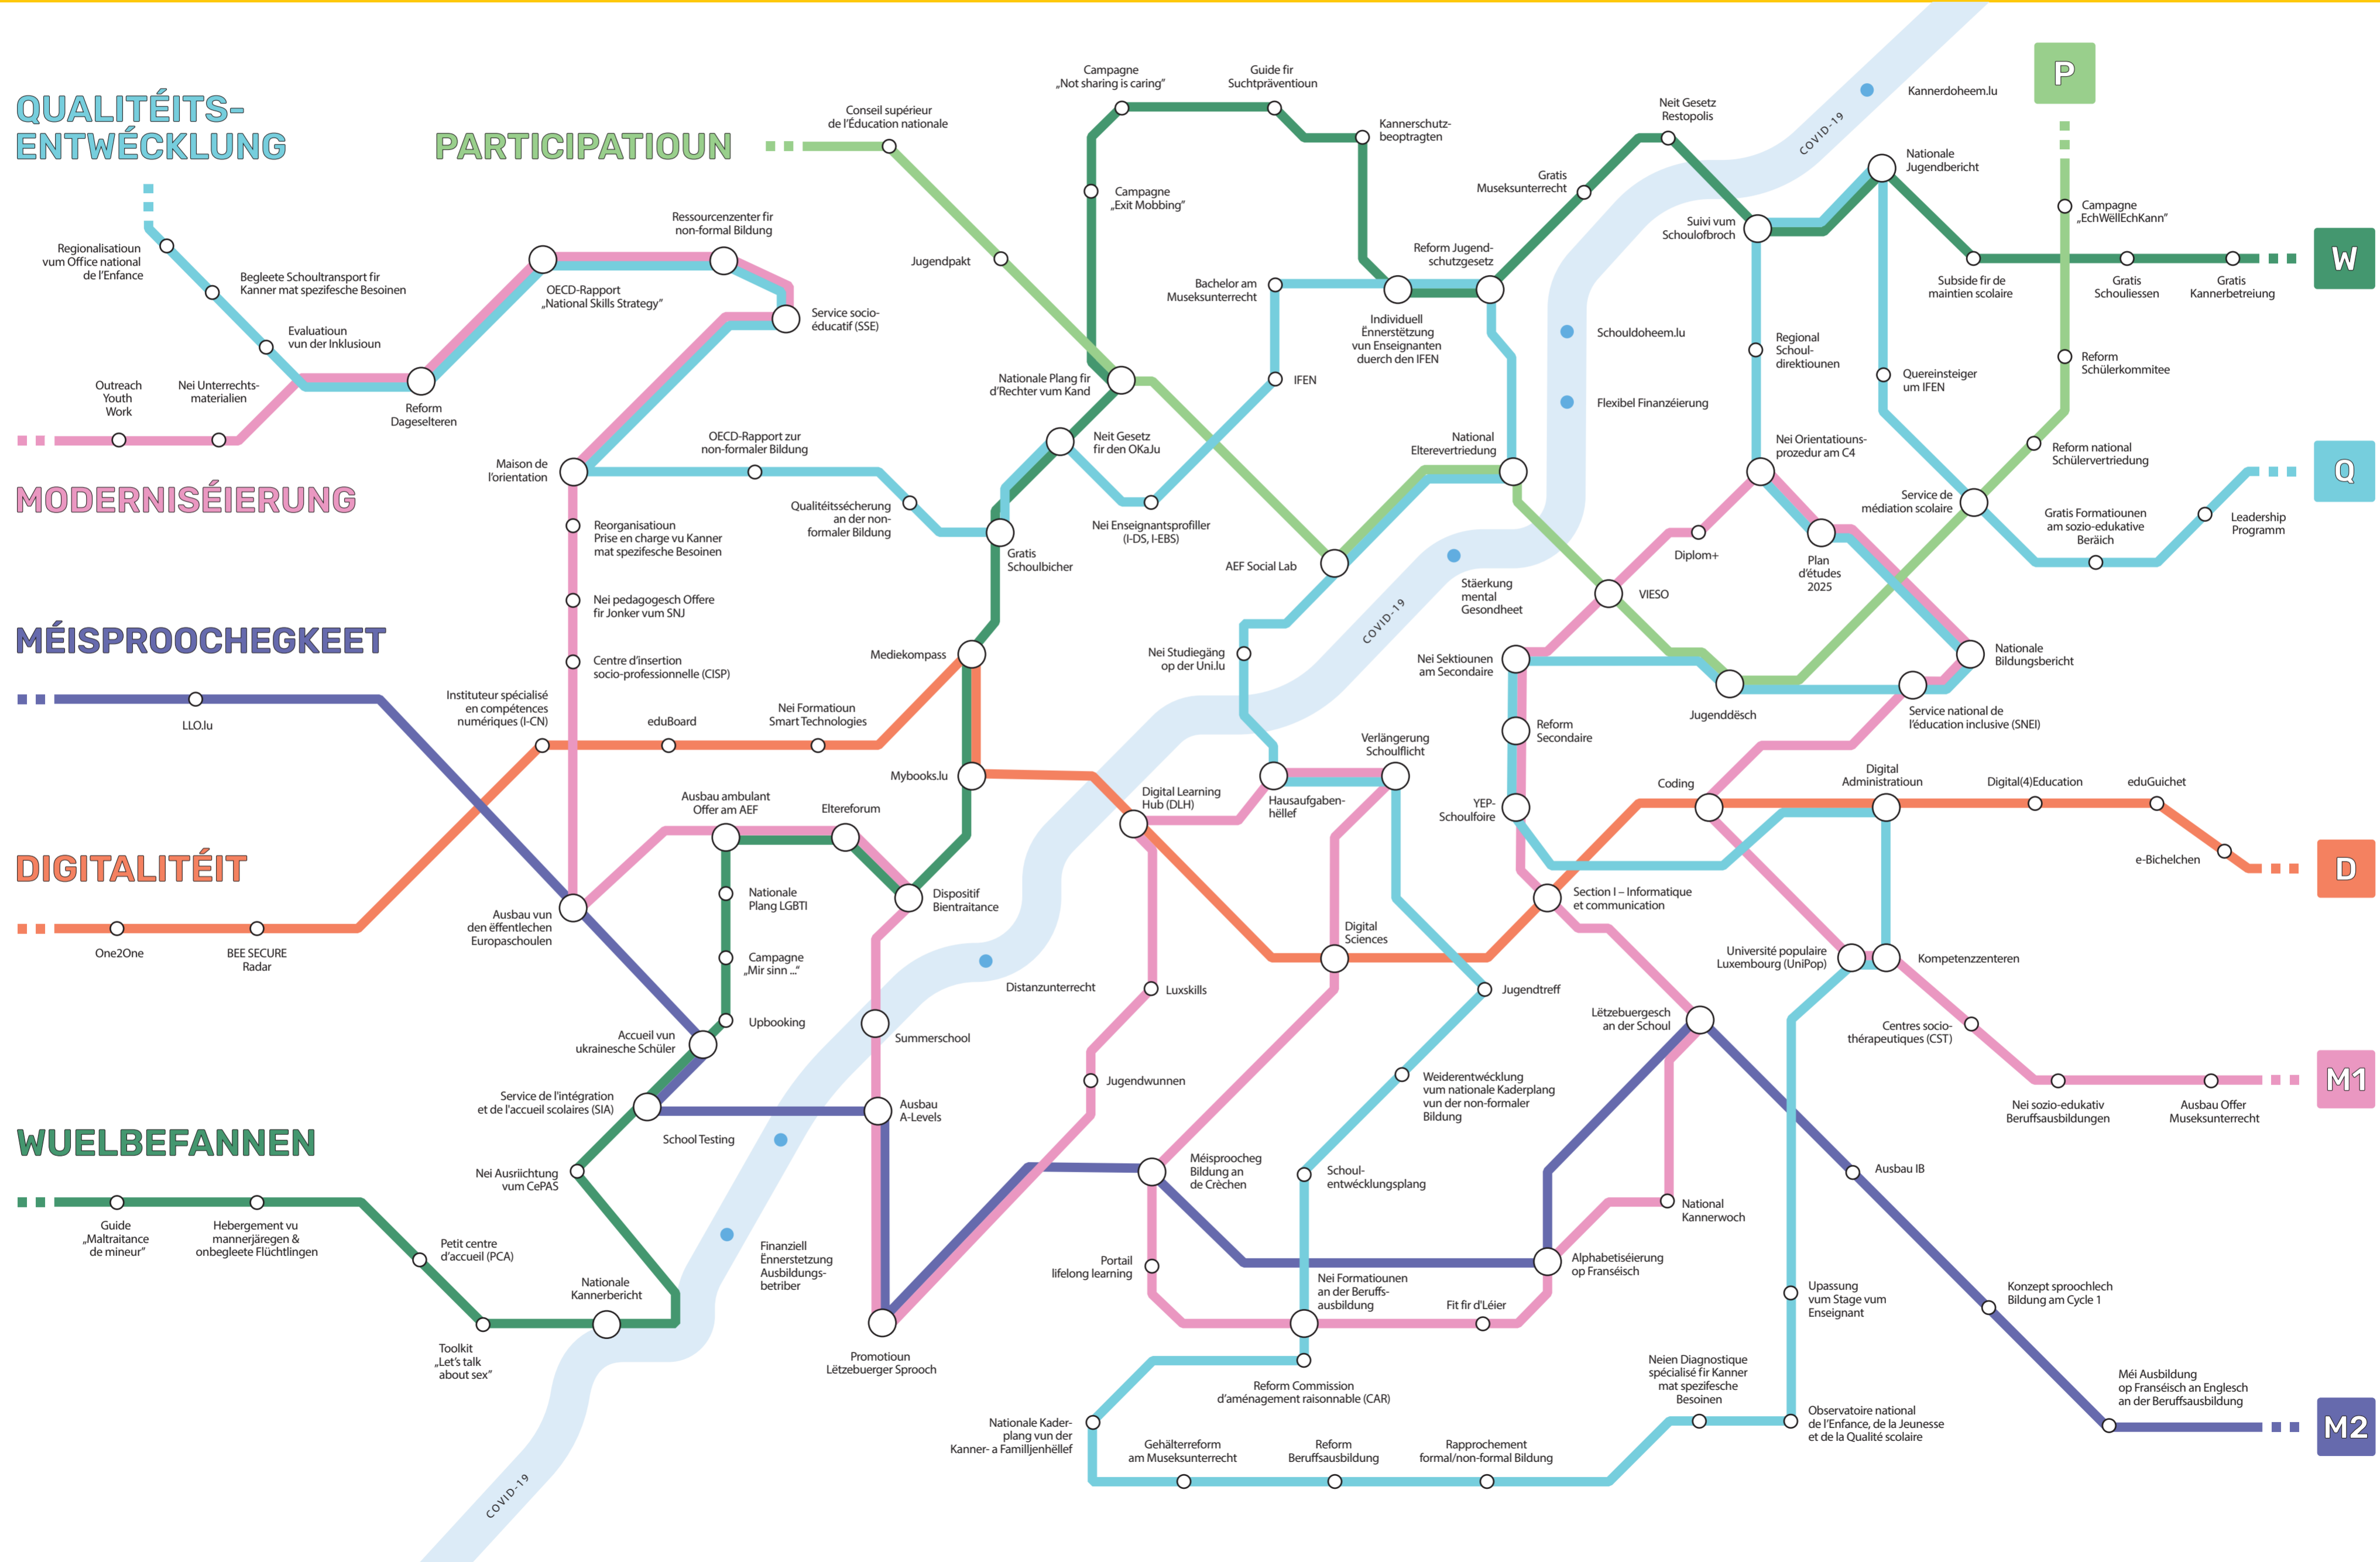 QUALITÉITS-
ENTWÉCKLUNG
PARTICIPATIOUN
MODERNISÉIERUNG
MÉISPROOCHEGKEET
DIGITALITÉIT
WUELBEFANNEN
P
W
Q
D
M1
M2
Regionalisatioun
vum Office national
de l'Enfance
Begleete Schoultransport fir
Kanner mat spezifesche Besoinen
Evaluatioun
vun der Inklusioun
Outreach
Youth
Work
Nei Unterrechts-
materialien
Reform
Dageselteren
OECD-Rapport
„National Skills Strategy”
Ressourcenzenter fir
non-formal Bildung
Service socio-
éducatif (SSE)
Maison de
l'orientation
OECD-Rapport zur
non-formaler Bildung
Qualitéitssécherung
an der non-
formaler Bildung
Reorganisatioun
Prise en charge vu Kanner
mat spezifesche Besoinen
Nei pedagogesch Offere
fir Jonker vum SNJ
Centre d'insertion
socio-professionnelle (CISP)
Conseil supérieur
de l'Éducation nationale
Jugendpakt
Campagne
„Not sharing is caring”
Guide fir
Suchtpräventioun
Kannerschutz-
beoptragten
Campagne
„Exit Mobbing”
Nationale Plang fir
d'Rechter vum Kand
Neit Gesetz
fir den OKaJu
Gratis
Schoulbicher
Nei Enseignantsprofiller
(I-DS, I-EBS)
IFEN
Bachelor am
Museksunterrecht
Individuell
Ënnerstëtzung
vun Enseignanten
duerch den IFEN
Reform Jugend-
schutzgesetz
Gratis
Museksunterrecht
Neit Gesetz
Restopolis
Suivi vum
Schoulofbroch
Nationale
Jugendbericht
Kannerdoheem.lu
COVID-19
Schouldoheem.lu
Flexibel Finanzéierung
Campagne
„EchWëllEchKann”
Subside fir de
maintien scolaire
Gratis
Schouliessen
Gratis
Kannerbetreiung
Regional
Schoul-
direktiounen
Quereinsteiger
um IFEN
Reform
Schülerkommitee
Reform national
Schülervertriedung
Nei Orientatiouns-
prozedur am C4
Service de
médiation scolaire
Gratis Formatiounen
am sozio-edukative
Beräich
Leadership
Programm
National
Elterevertriedung
AEF Social Lab
Stäerkung
mental
Gesondheet
COVID-19
Diplom+
Plan
d'études
2025
VIESO
Nationale
Bildungsbericht
Nei Sektiounen
am Secondaire
Jugenddësch
Service national de
l'éducation inclusive (SNEI)
Nei Studiegäng
op der Uni.lu
Reform
Secondaire
Verlängerung
Schoulflicht
YEP-
Schoulfoire
Coding
Digital
Administratioun
Digital(4)Education
eduGuichet
e-Bichelchen
LLO.lu
Instituteur spécialisé
en compétences
numériques (I-CN)
eduBoard
Nei Formatioun
Smart Technologies
Mediekompass
Mybooks.lu
Digital Learning
Hub (DLH)
Hausaufgaben-
hëllef
Ausbau ambulant
Offer am AEF
Eltereforum
Dispositif
Bientraitance
Nationale
Plang LGBTI
Campagne
„Mir sinn ...”
Upbooking
Ausbau vun
den ëffentlechen
Europaschoulen
One2One
BEE SECURE
Radar
Accueil vun
ukrainesche Schüler
Service de l'intégration
et de l'accueil scolaires (SIA)
School Testing
Summerschool
Distanzunterrecht
Luxskills
Jugendwunnen
Ausbau
A-Levels
Digital
Sciences
Section I – Informatique
et communication
Jugendtreff
Weiderentwécklung
vum nationale Kaderplang
vun der non-formaler
Bildung
Lëtzebuergesch
an der Schoul
Université populaire
Luxembourg (UniPop)
Kompetenzzenteren
Centres socio-
thérapeutiques (CST)
Nei sozio-edukativ
Beruffsausbildungen
Ausbau Offer
Museksunterrecht
Nei Ausriichtung
vum CePAS
Guide
„Maltraitance
de mineur”
Hebergement vu
mannerjäregen &
onbegleete Flüchtlingen
Petit centre
d'accueil (PCA)
Toolkit
„Let's talk
about sex”
Nationale
Kannerbericht
Finanziell
Ënnerstetzung
Ausbildungs-
betriber
Promotioun
Lëtzebuerger Sprooch
Méisproocheg
Bildung an
de Crèchen
Schoul-
entwécklungsplang
Portail
lifelong learning
Nei Formatiounen
an der Beruffs-
ausbildung
Fit fir d'Léier
Alphabetiséierung
op Franséisch
National
Kannerwoch
Ausbau IB
Konzept sproochlech
Bildung am Cycle 1
Upassung
vum Stage vum
Enseignant
Neien Diagnostique
spécialisé fir Kanner
mat spezifesche
Besoinen
Observatoire national
de l'Enfance, de la Jeunesse
et de la Qualité scolaire
Méi Ausbildung
op Franséisch an Englesch
an der Beruffsausbildung
Reform Commission
d'aménagement raisonnable (CAR)
Nationale Kader-
plang vun der
Kanner- a Familljenhëllef
Gehälterreform
am Museksunterrecht
Reform
Beruffsausbildung
Rapprochement
formal/non-formal Bildung
COVID-19